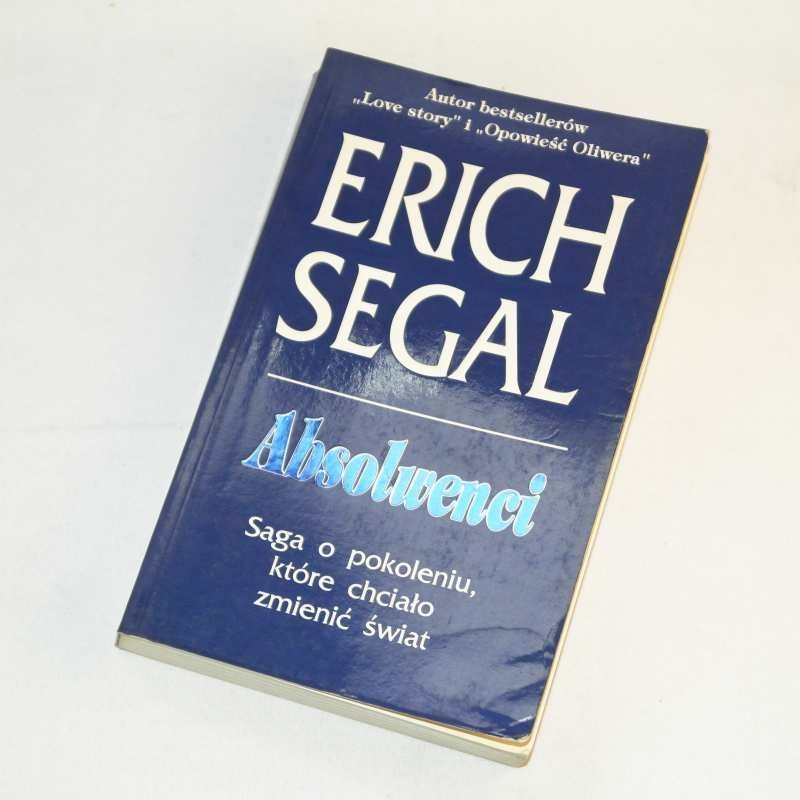 Autor bestsellerów
„Love story" i „Opowieść Oliwera"
ERICH
SEGAL
Absolwenci
Saga o pokoleniu,
które chciało
zmienić świat